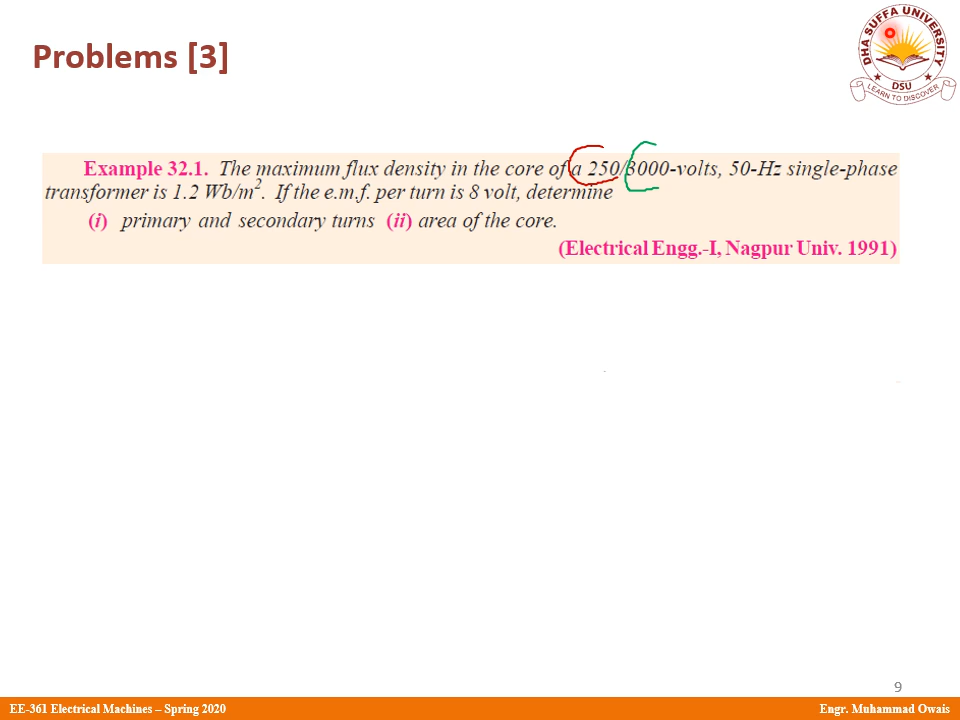 Problems [3]
DHA SUFFA UNIVERSITY
DSU
LEARN TO DISCOVER
Example 32.1. The maximum flux density in the core of a 250/3000-volts, 50-Hz single-phase
transformer is 1.2 Wb/m². If the e.m.f. per turn is 8 volt, determine
(i) primary and secondary turns (ii) area of the core.
(Electrical Engg.-I, Nagpur Univ. 1991)
9
EE-361 Electrical Machines – Spring 2020
Engr. Muhammad Owais